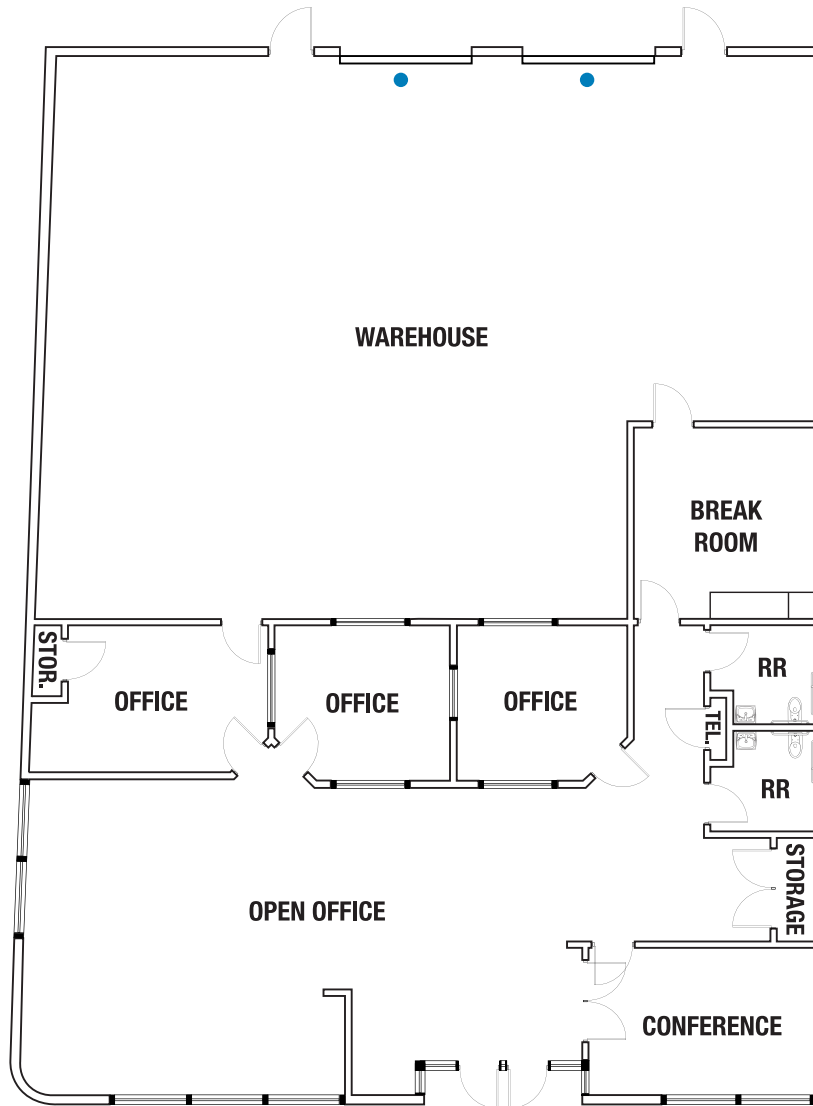 WAREHOUSE
BREAK
ROOM
STOR.
OFFICE
OFFICE
OFFICE
RR
TEL.
RR
STORAGE
OPEN OFFICE
CONFERENCE